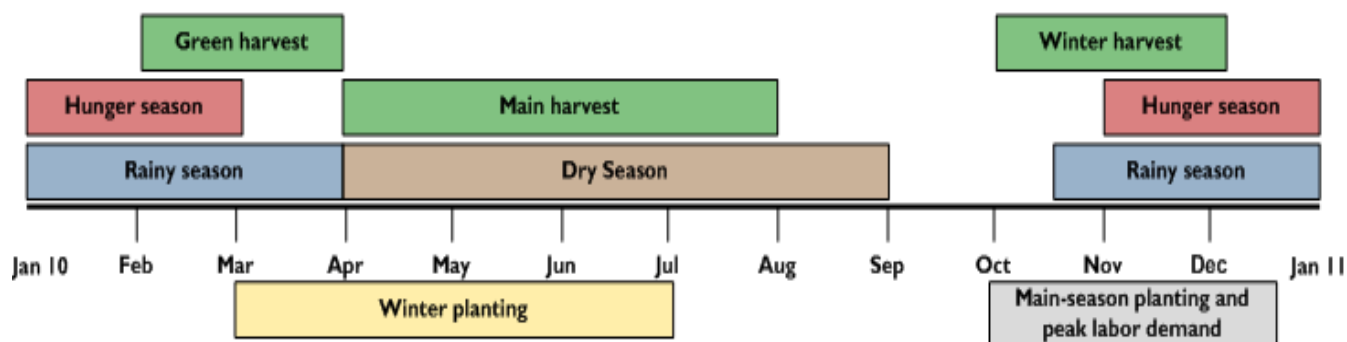 Green harvest
Winter harvest
Hunger season
Main harvest
Hunger season
Rainy season
Dry Season
Rainy season
Jan 10
Feb
Mar
Apr
May
Jun
Jul
Aug
Sep
Oct
Nov
Dec
Jan 11
Winter planting
Main-season planting and
peak labor demand